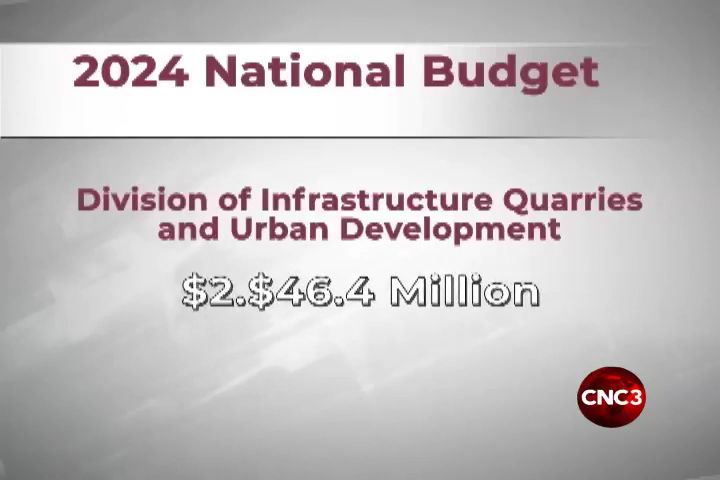 2024 National Budget
Division of Infrastructure Quarries
and Urban Development
$2.$46.4 Million
CNC3